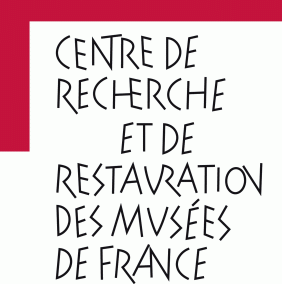 CENTRE DE
RECHERCHE
ET DE
RESTAVRATION
DES MVSÉES
DE FRANCE